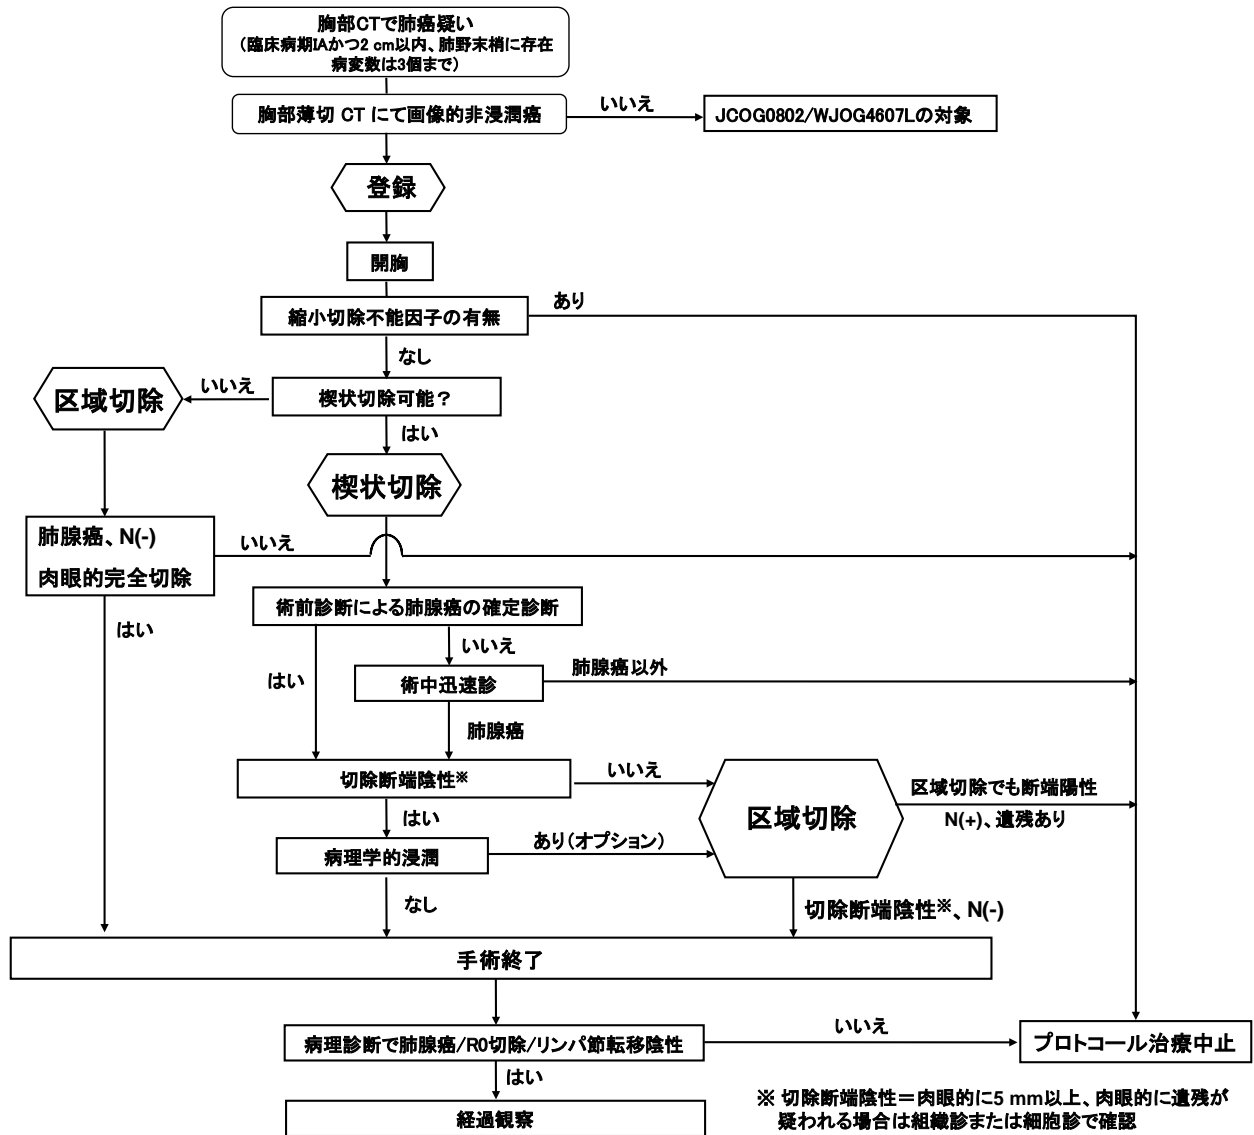 胸部CTで肺癌疑い
（臨床病期IAかつ2 cm以内、肺野末梢に存在
病変数は3個まで）
胸部薄切 CT にて画像的非浸潤癌
いいえ
JCOG0802/WJOG4607Lの対象
登録
開胸
縮小切除不能因子の有無
あり
なし
区域切除
いいえ
楔状切除可能？
はい
楔状切除
肺腺癌、N(-)
肉眼的完全切除
いいえ
はい
術前診断による肺腺癌の確定診断
いいえ
はい
術中迅速診
肺腺癌以外
肺腺癌
切除断端陰性※
いいえ
区域切除
区域切除でも断端陽性
N(+)、遺残あり
はい
病理学的浸潤
あり（オプション）
なし
切除断端陰性※、N(-)
手術終了
病理診断で肺腺癌/R0切除/リンパ節転移陰性
いいえ
プロトコール治療中止
はい
経過観察
※ 切除断端陰性＝肉眼的に5 mm以上、肉眼的に遺残が
疑われる場合は組織診または細胞診で確認